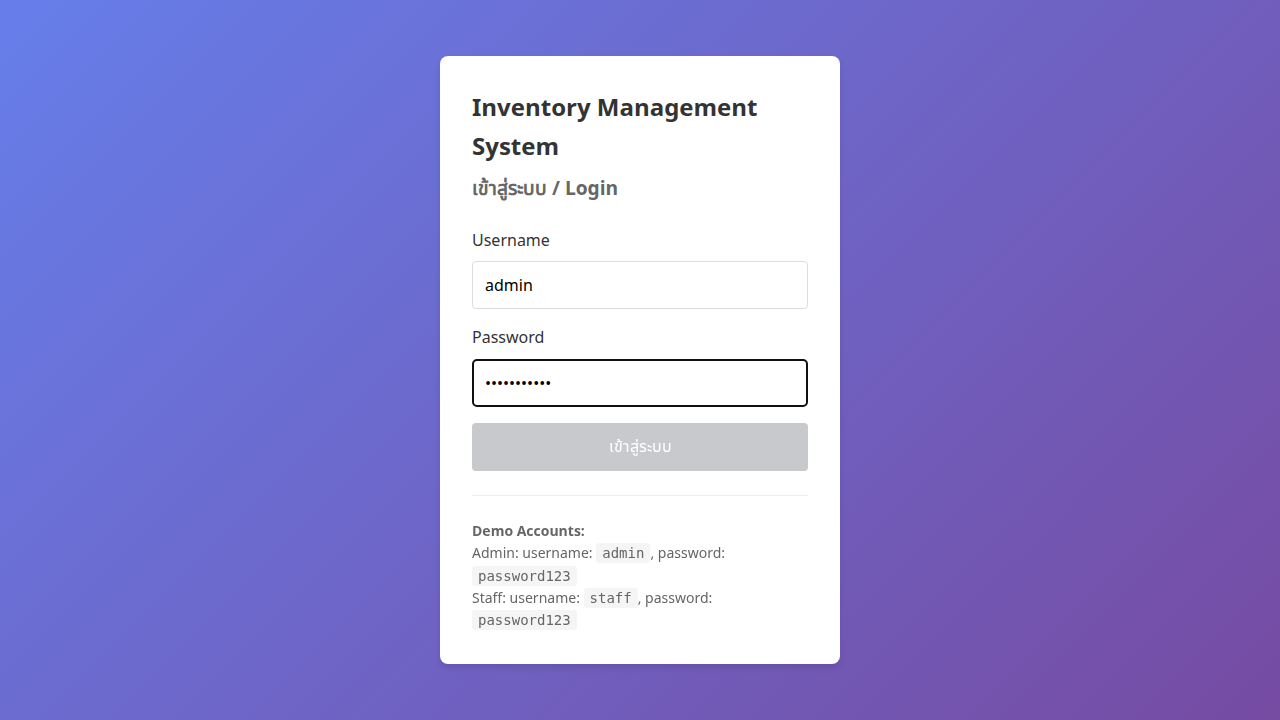 Inventory Management
System
เข้าสู่ระบบ / Login
Username
admin
Password
•••••••••••
เข้าสู่ระบบ
Demo Accounts:
Admin: username: admin, password:
password123
Staff: username: staff, password:
password123